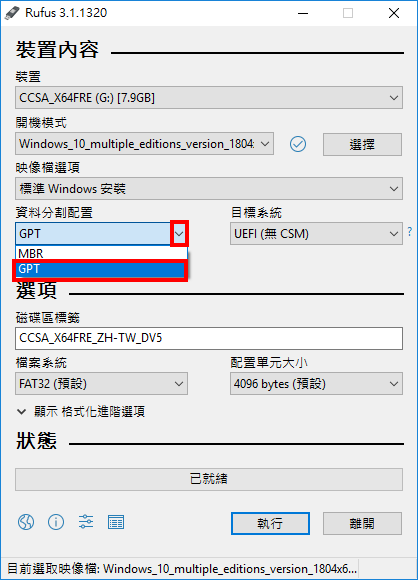 Rufus 3.1.1320
裝置內容
裝置
CCSA_X64FRE (G:) [7.9GB]
開機模式
Windows_10_multiple_editions_version_1804x
選擇
映像檔選項
標準 Windows 安裝
資料分割配置 目標系統
GPT UEFI (無 CSM) ?
MBR
GPT
選項
磁碟區標籤
CCSA_X64FRE_ZH-TW_DV5
檔案系統 配置單元大小
FAT32 (預設) 4096 bytes (預設)
顯示 格式化進階選項
狀態
已就緒
執行 離開
目前選取映像檔: Windows_10_multiple_editions_version_1804x6...